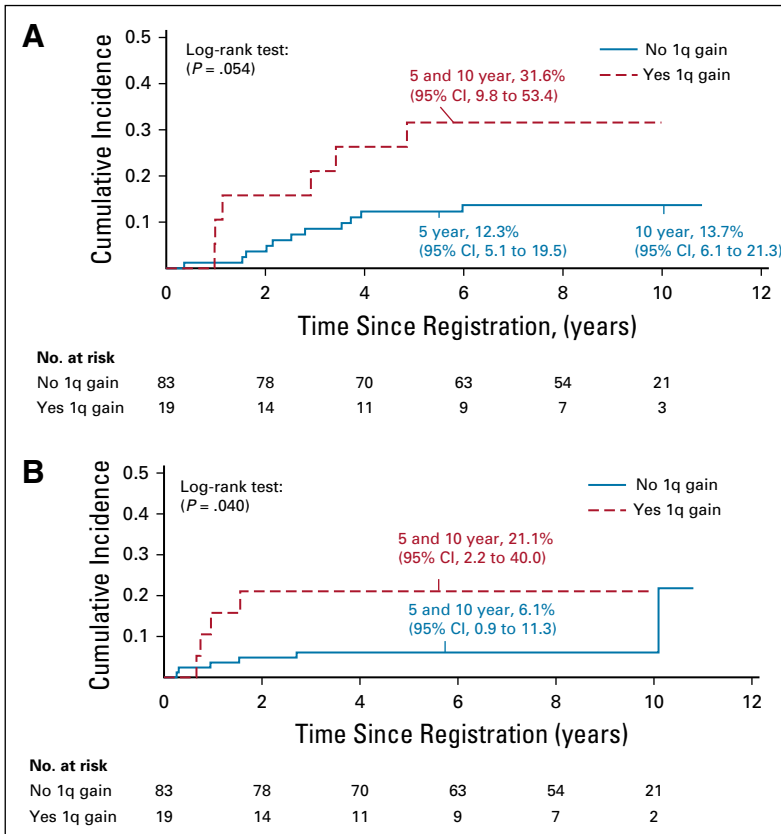 A
0.5
0.4
0.3
0.2
0.1
Cumulative Incidence
Log-rank test:
(P = .054)
No 1q gain
Yes 1q gain
5 and 10 year, 31.6%
(95% CI, 9.8 to 53.4)
5 year, 12.3%
(95% CI, 5.1 to 19.5)
10 year, 13.7%
(95% CI, 6.1 to 21.3)
0 2 4 6 8 10 12
Time Since Registration, (years)
No. at risk
No 1q gain 83 78 70 63 54 21
Yes 1q gain 19 14 11 9 7 3
B
0.5
0.4
0.3
0.2
0.1
Cumulative Incidence
Log-rank test:
(P = .040)
No 1q gain
Yes 1q gain
5 and 10 year, 21.1%
(95% CI, 2.2 to 40.0)
5 and 10 year, 6.1%
(95% CI, 0.9 to 11.3)
0 2 4 6 8 10 12
Time Since Registration (years)
No. at risk
No 1q gain 83 78 70 63 54 21
Yes 1q gain 19 14 11 9 7 2